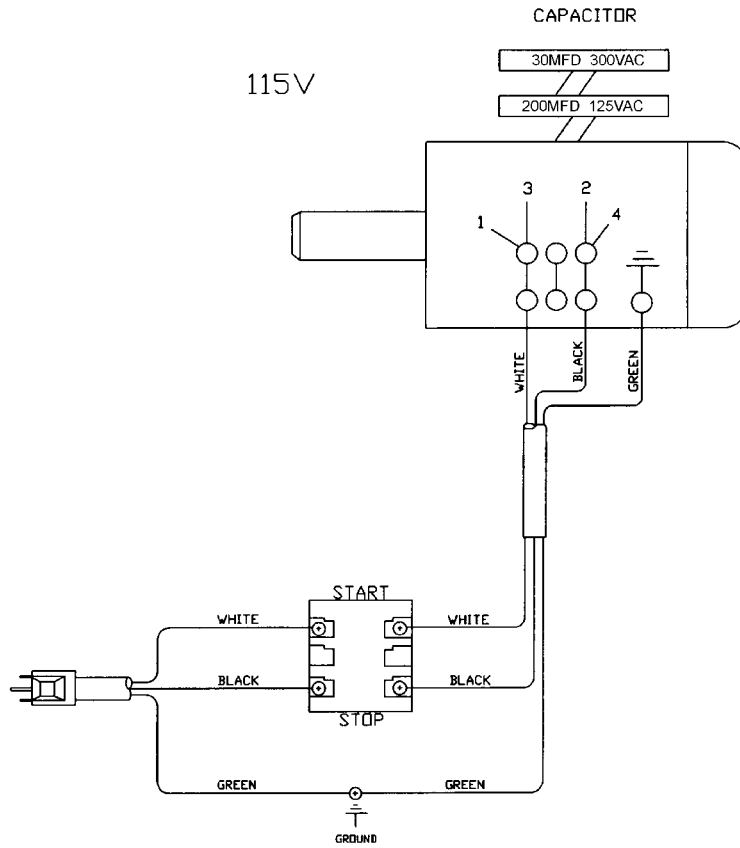 CAPACITOR
30MFD 300VAC
115V
200MFD 125VAC
3 2
1 4
WHITE
BLACK
GREEN
START
WHITE WHITE
BLACK BLACK
STOP
GREEN GREEN
GROUND